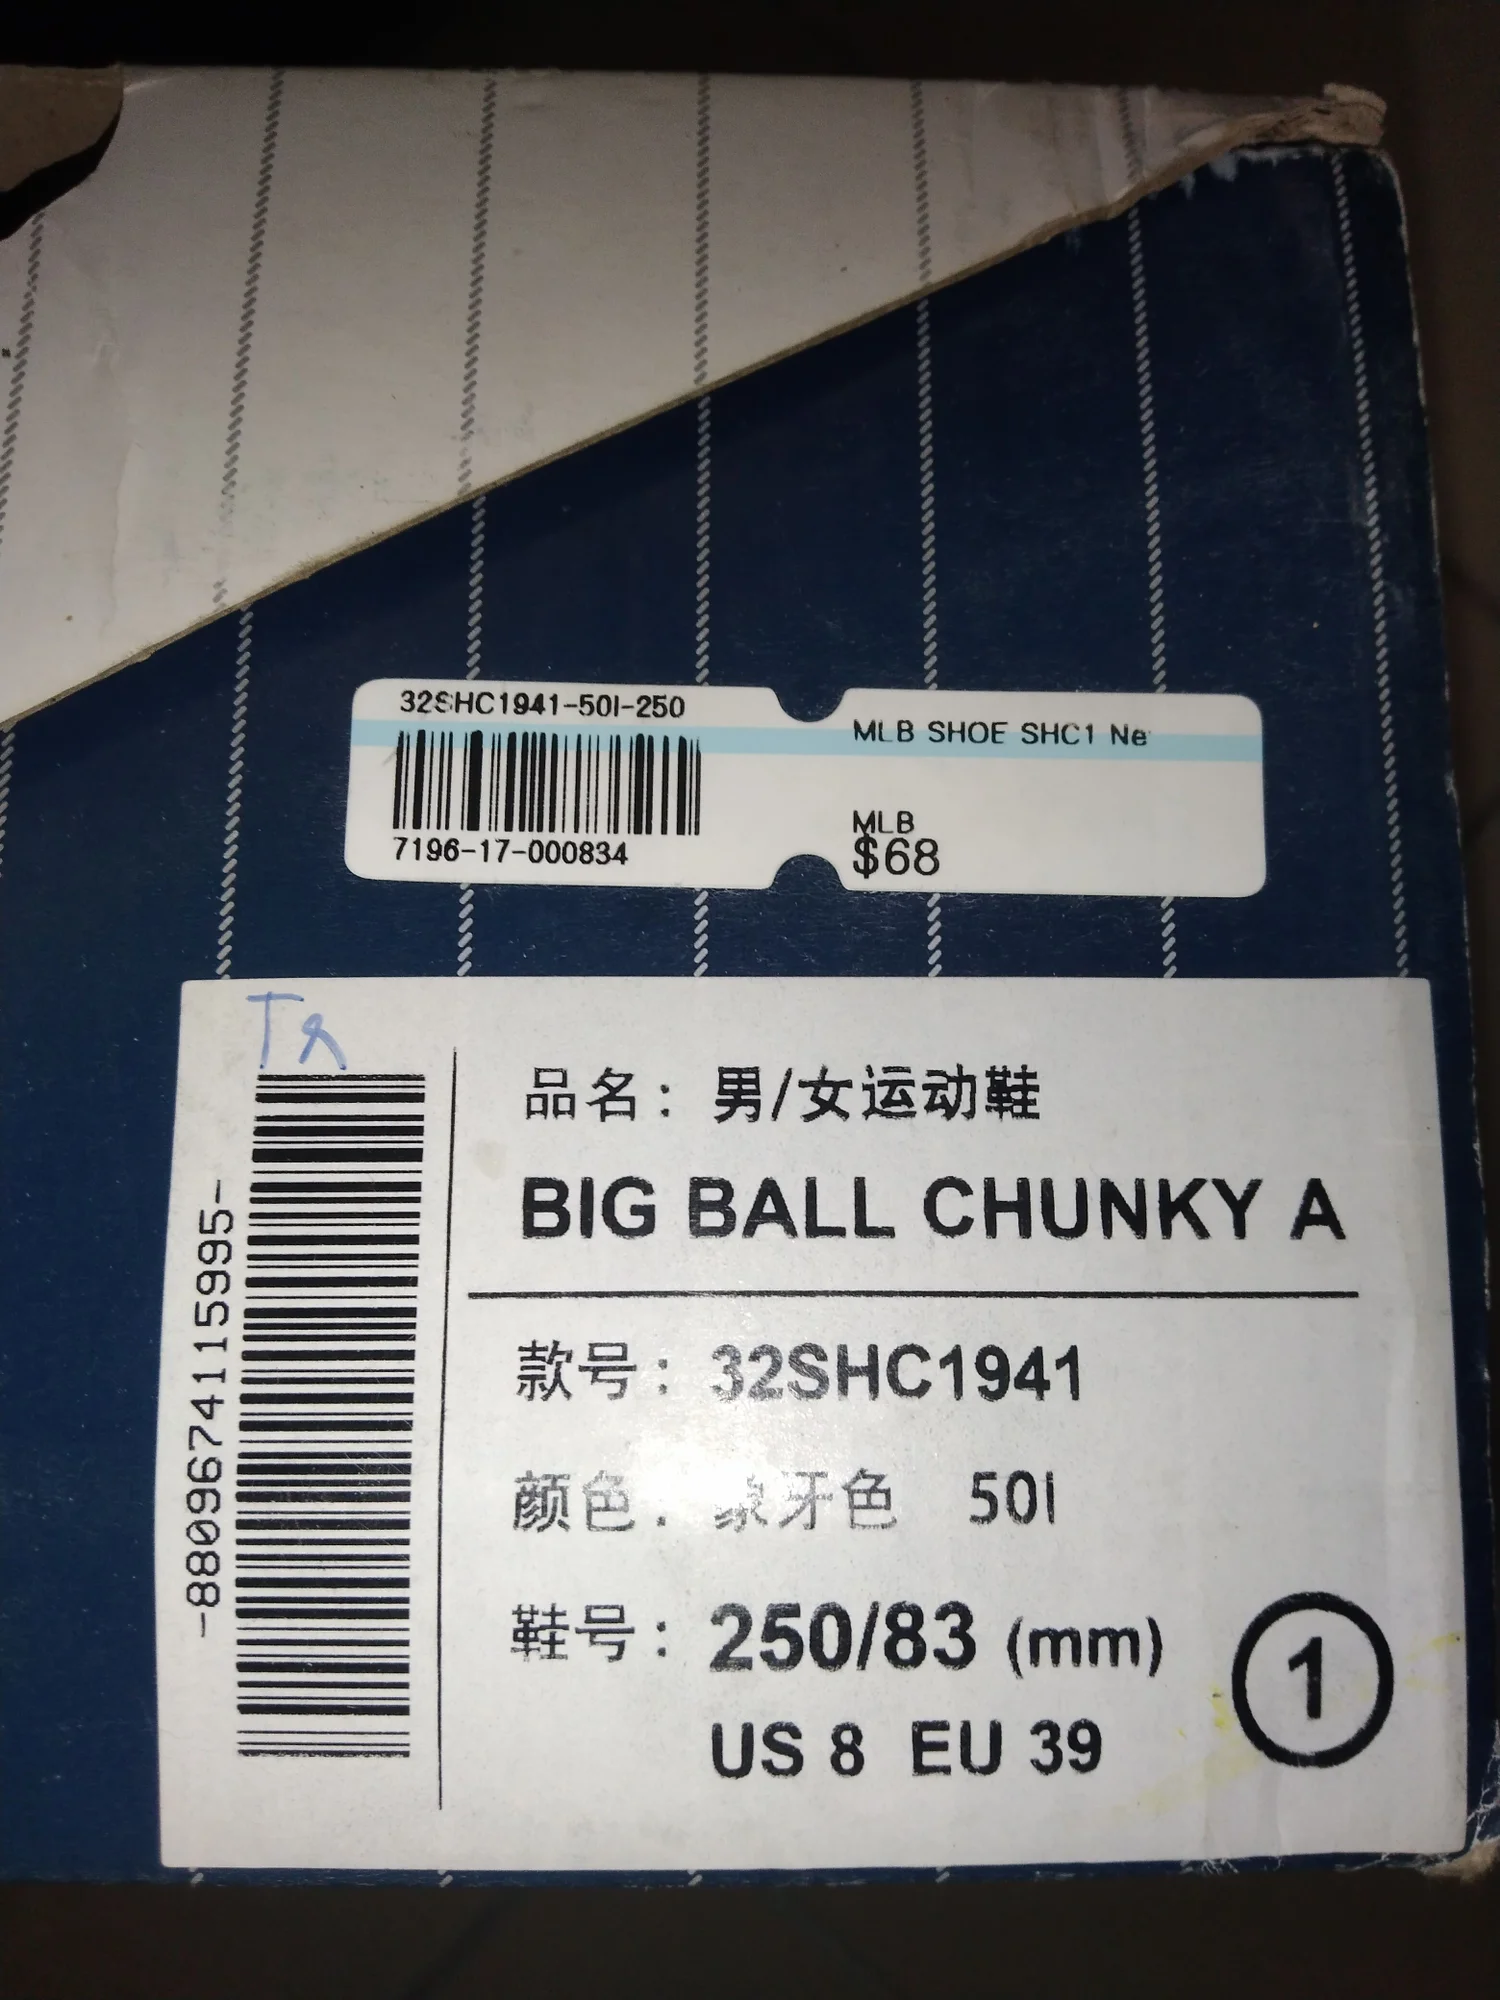 32SHC1941-50I-250
MLB SHOE SHC1 Ne
7196-17-000834
MLB
$68
品名：男/女运动鞋
BIG BALL CHUNKY A
款号：32SHC1941
颜色：象牙色 50I
鞋号：250/83 (mm)
US 8 EU 39
1
-8809674115995-